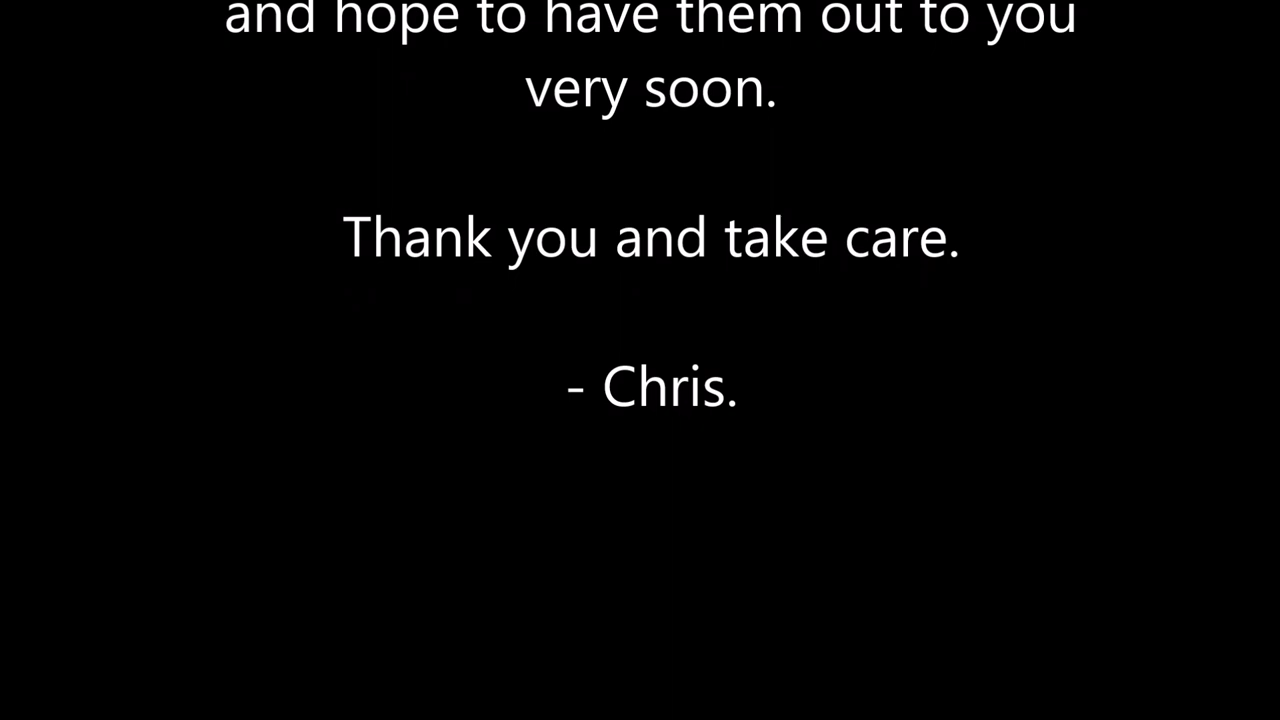 and hope to have them out to you
very soon.
Thank you and take care.
- Chris.